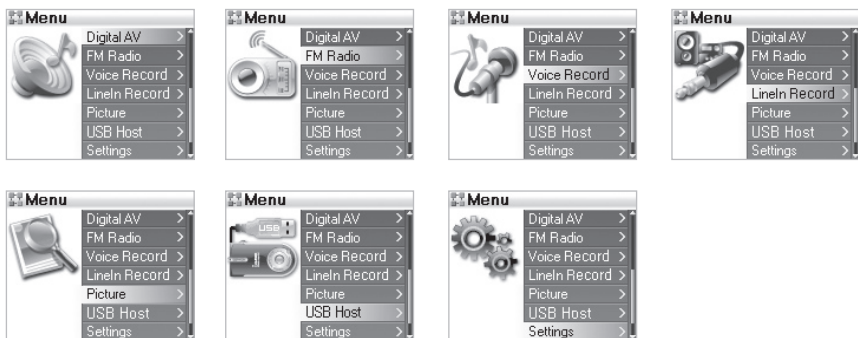 Menu
Digital AV >
FM Radio >
Voice Record >
LineIn Record >
Picture >
USB Host >
Settings >
Menu
Digital AV >
FM Radio >
Voice Record >
LineIn Record >
Picture >
USB Host >
Settings >
Menu
Digital AV >
FM Radio >
Voice Record >
LineIn Record >
Picture >
USB Host >
Settings >
Menu
Digital AV >
FM Radio >
Voice Record >
LineIn Record >
Picture >
USB Host >
Settings >
Menu
Digital AV >
FM Radio >
Voice Record >
LineIn Record >
Picture >
USB Host >
Settings >
Menu
USB
Digital AV >
FM Radio >
Voice Record >
LineIn Record >
Picture >
USB Host >
Settings >
Menu
Digital AV >
FM Radio >
Voice Record >
LineIn Record >
Picture >
USB Host >
Settings >